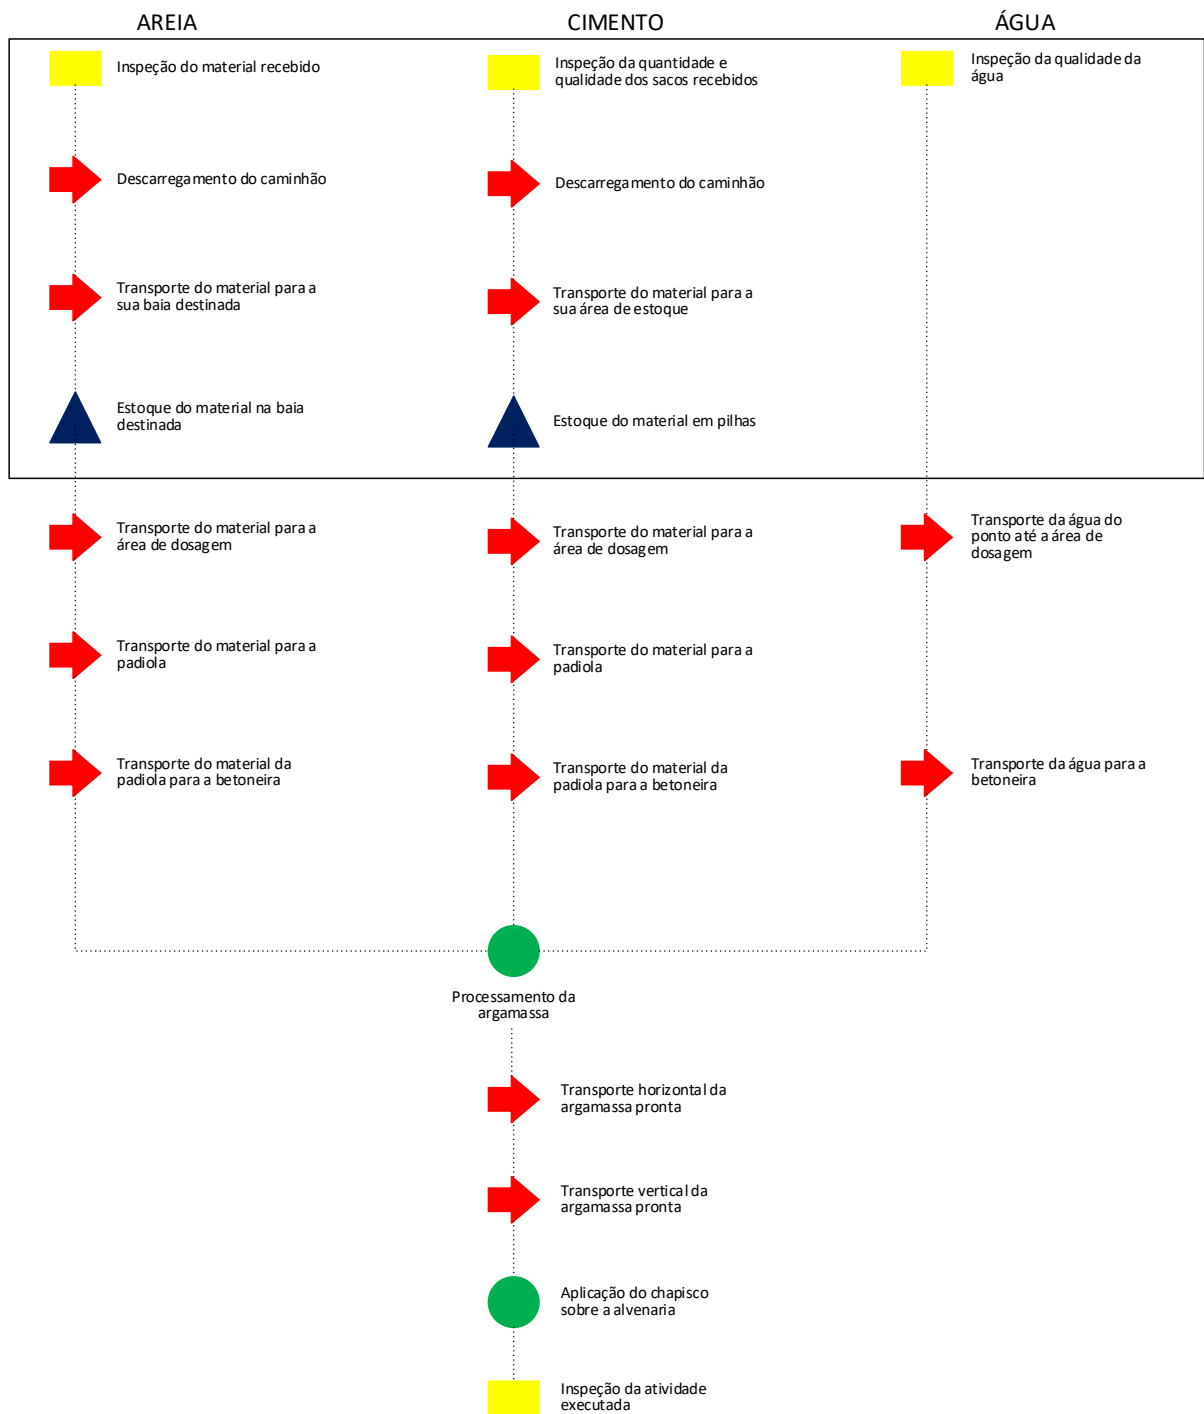 AREIA
CIMENTO
ÁGUA
Inspeção do material recebido
Inspeção da quantidade e
qualidade dos sacos recebidos
Inspeção da qualidade da
água
Descarregamento do caminhão
Descarregamento do caminhão
Transporte do material para a
sua baia destinada
Transporte do material para a
sua área de estoque
Estoque do material na baia
destinada
Estoque do material em pilhas
Transporte do material para a
área de dosagem
Transporte do material para a
área de dosagem
Transporte da água do
ponto até a área de
dosagem
Transporte do material para a
padiola
Transporte do material para a
padiola
Transporte do material da
padiola para a betoneira
Transporte do material da
padiola para a betoneira
Transporte da água para a
betoneira
Processamento da
argamassa
Transporte horizontal da
argamassa pronta
Transporte vertical da
argamassa pronta
Aplicação do chapisco
sobre a alvenaria
Inspeção da atividade
executada